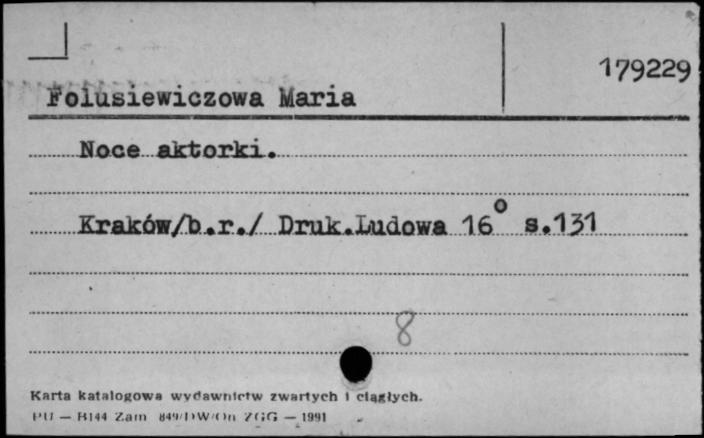 179229
Folusiewiczowa Maria
Noce aktorki.
Kraków/b.r./ Druk.Ludowa 16° s.131
8
Karta katalogowa wydawnictw zwartych i ciągłych.
PU — B144 Zam 849/DW/On ZGG — 1991